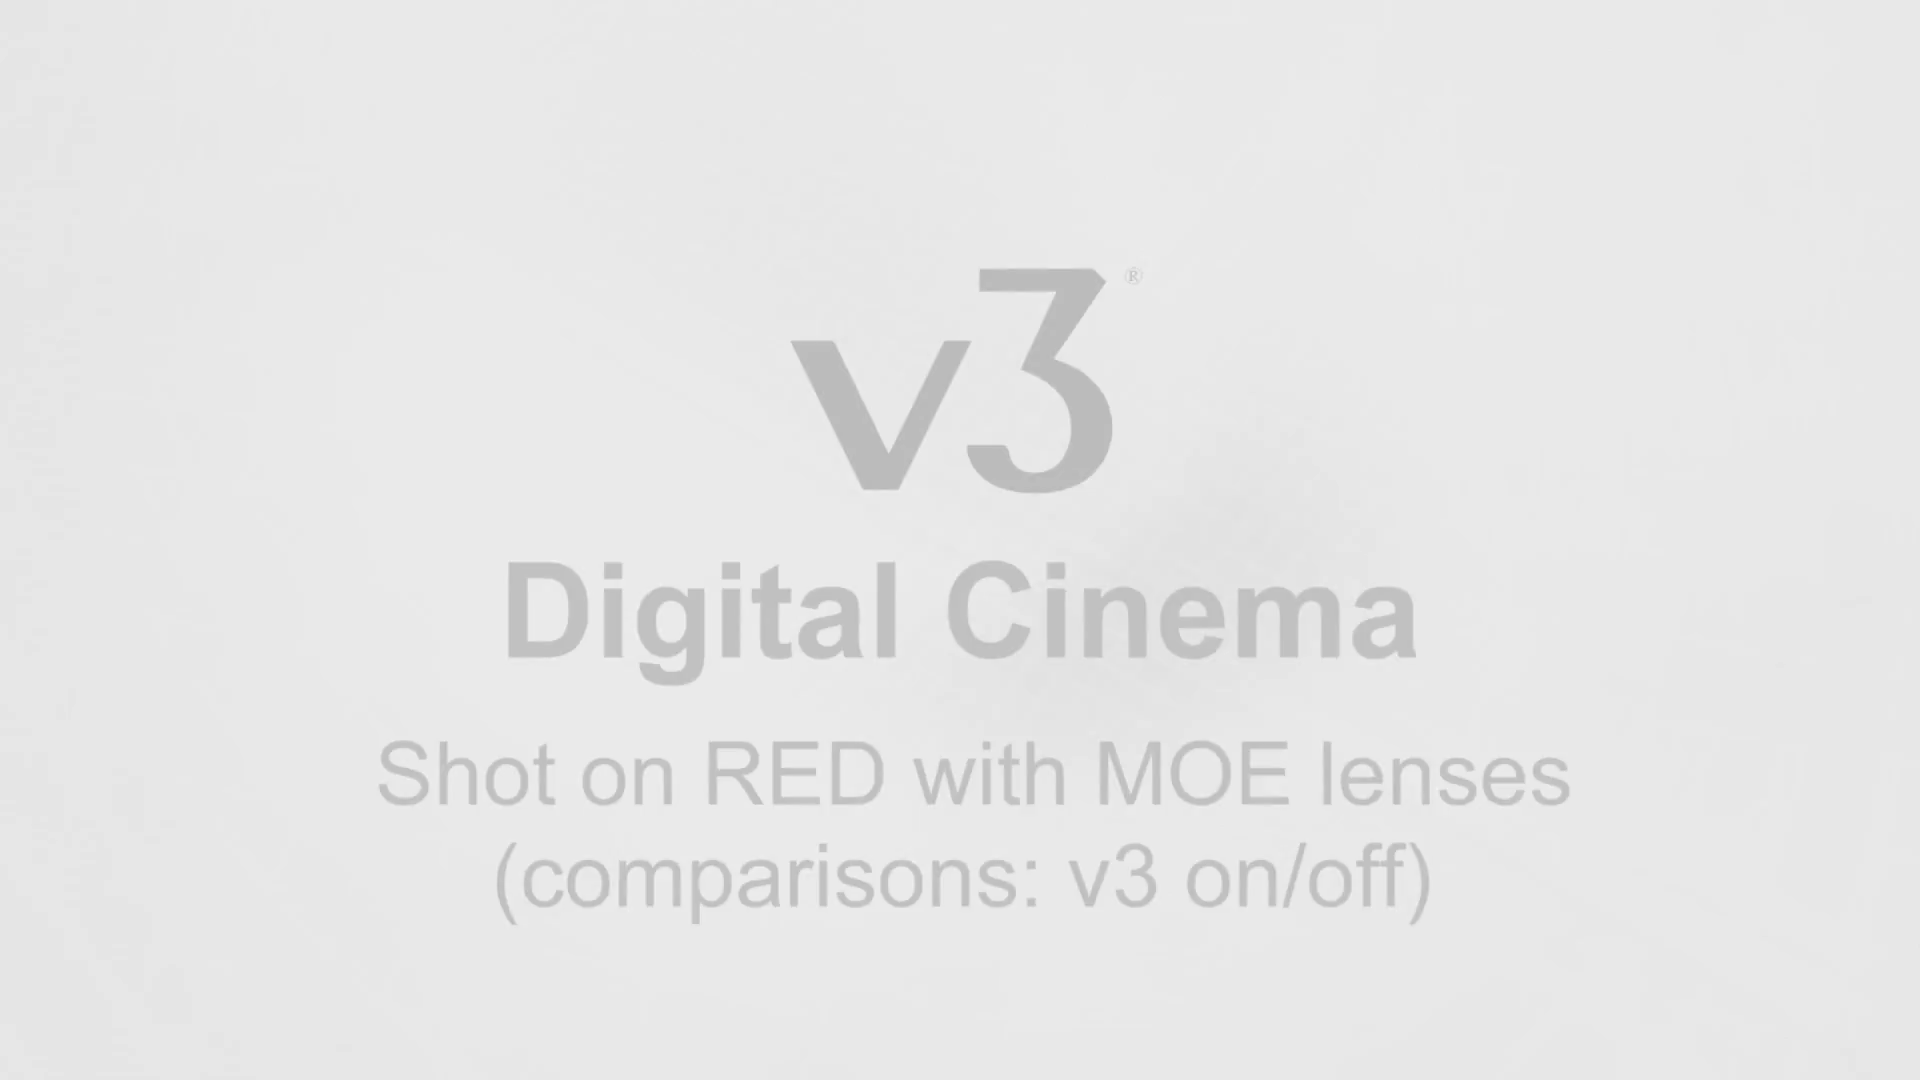 v3®
Digital Cinema
Shot on RED with MOE lenses
(comparisons: v3 on/off)